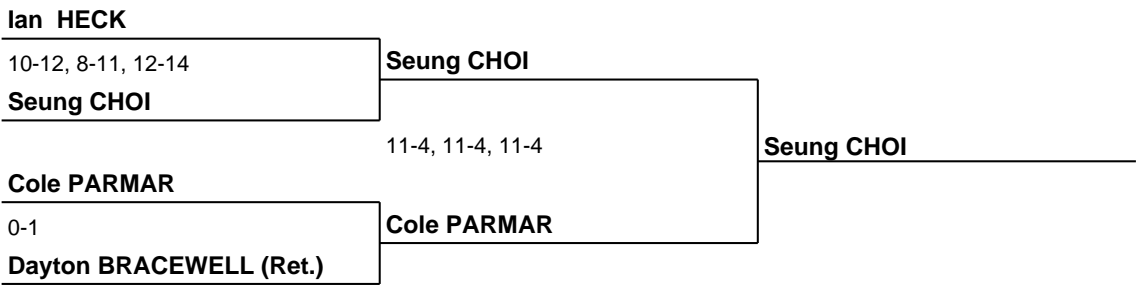 Ian HECK
10-12, 8-11, 12-14
Seung CHOI
Seung CHOI
11-4, 11-4, 11-4
Seung CHOI
Cole PARMAR
0-1
Cole PARMAR
Dayton BRACEWELL (Ret.)